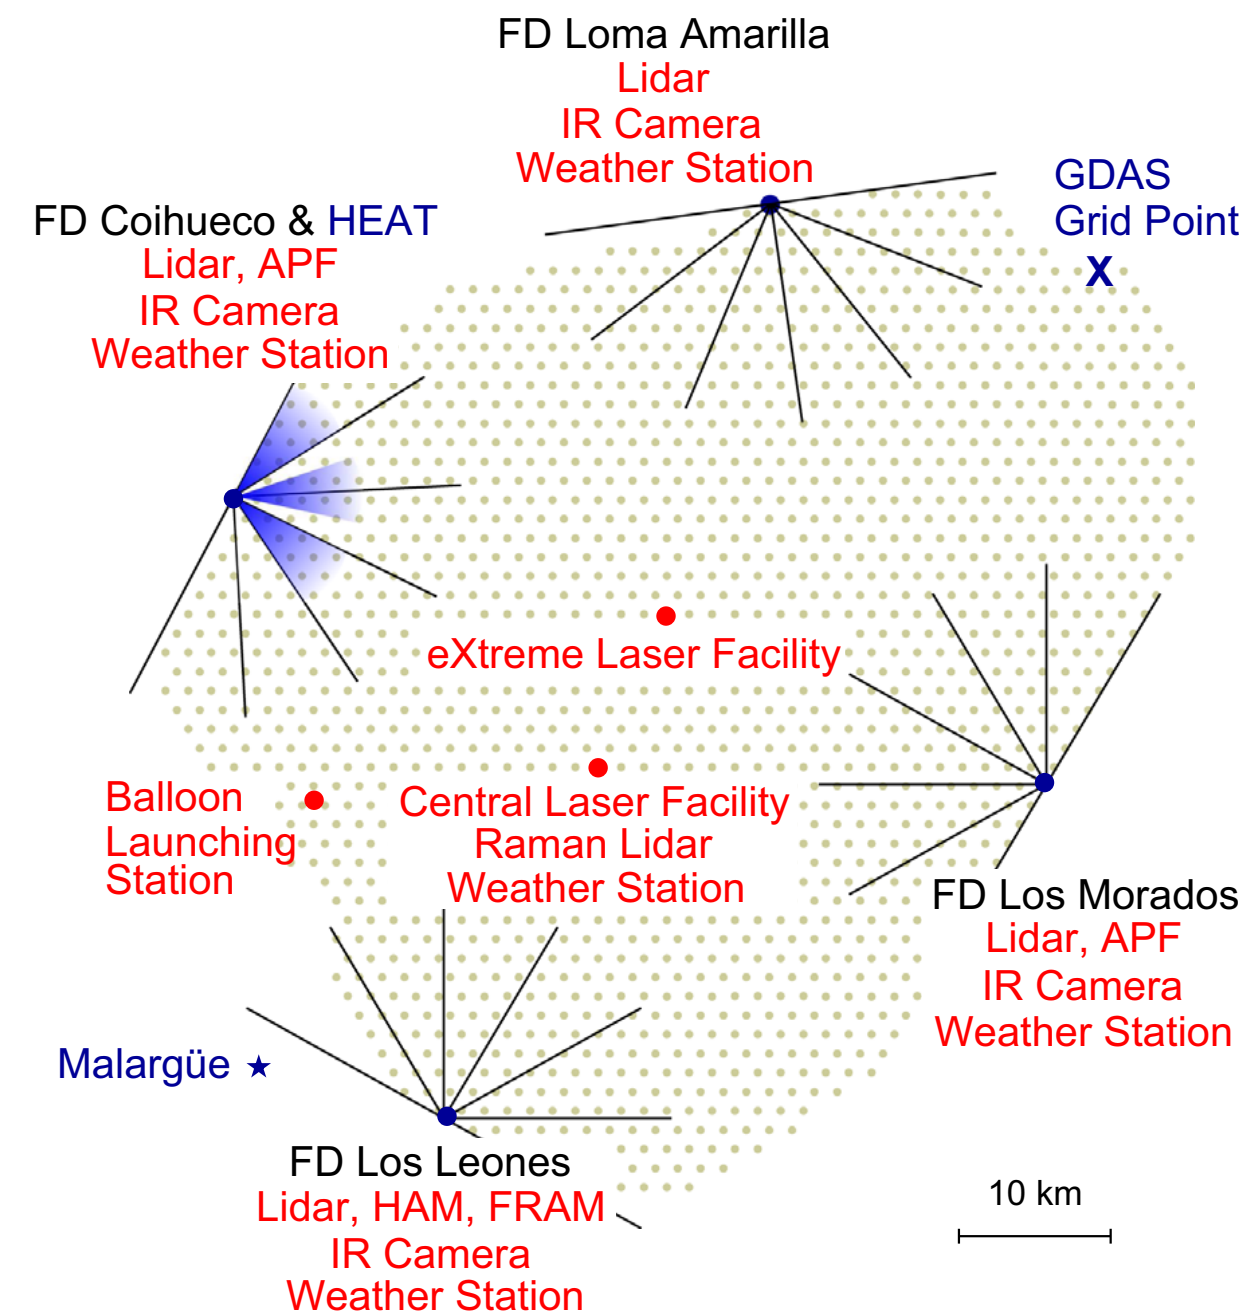 FD Loma Amarilla
Lidar
IR Camera
Weather Station
GDAS
Grid Point
X
FD Coihueco & HEAT
Lidar, APF
IR Camera
Weather Station
eXtreme Laser Facility
Balloon
Launching
Station
Central Laser Facility
Raman Lidar
Weather Station
FD Los Morados
Lidar, APF
IR Camera
Weather Station
Malargüe
FD Los Leones
Lidar, HAM, FRAM
IR Camera
Weather Station
10 km